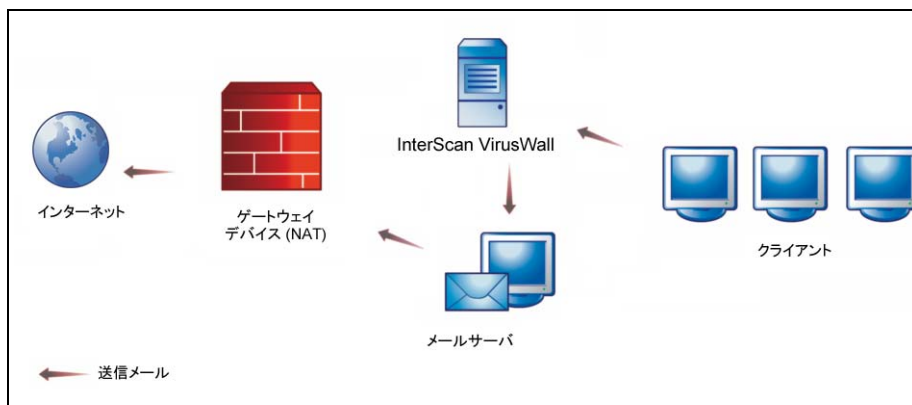 InterScan VirusWall
インターネット
ゲートウェイ
デバイス (NAT)
クライアント
メールサーバ
送信メール